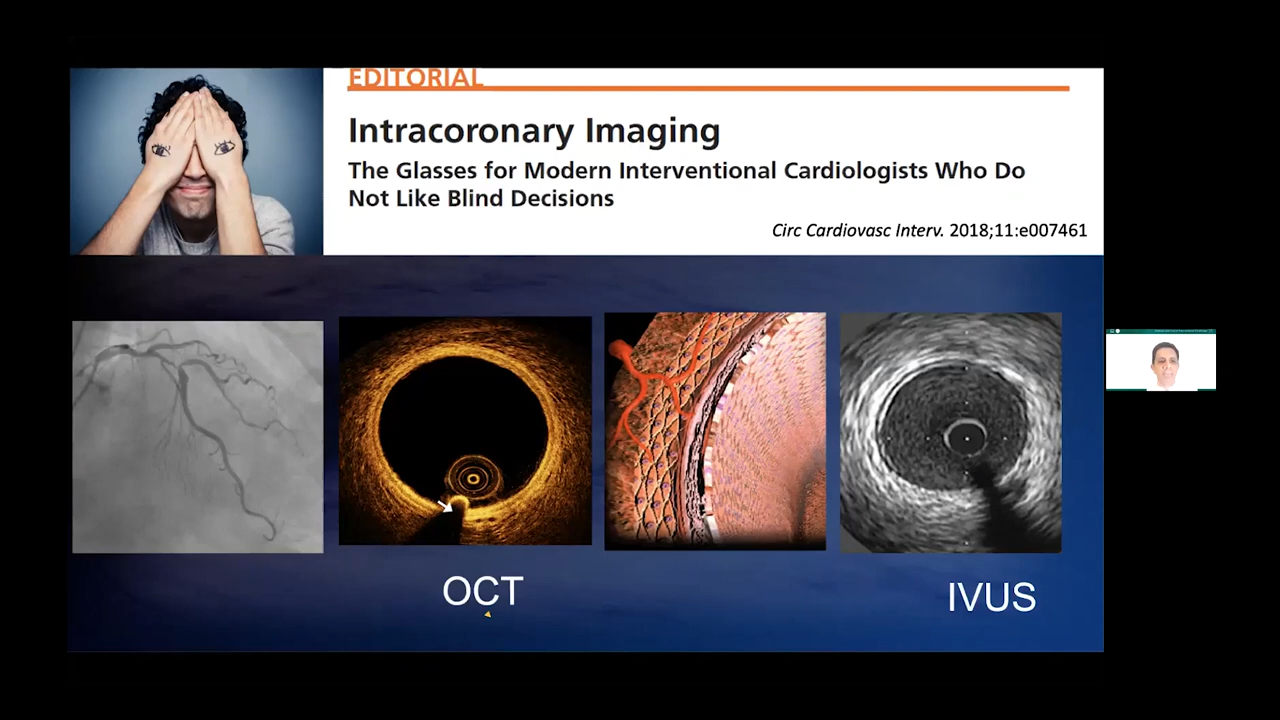 EDITORIAL
Intracoronary Imaging
The Glasses for Modern Interventional Cardiologists Who Do
Not Like Blind Decisions
Circ Cardiovasc Interv. 2018;11:e007461
OCT
IVUS